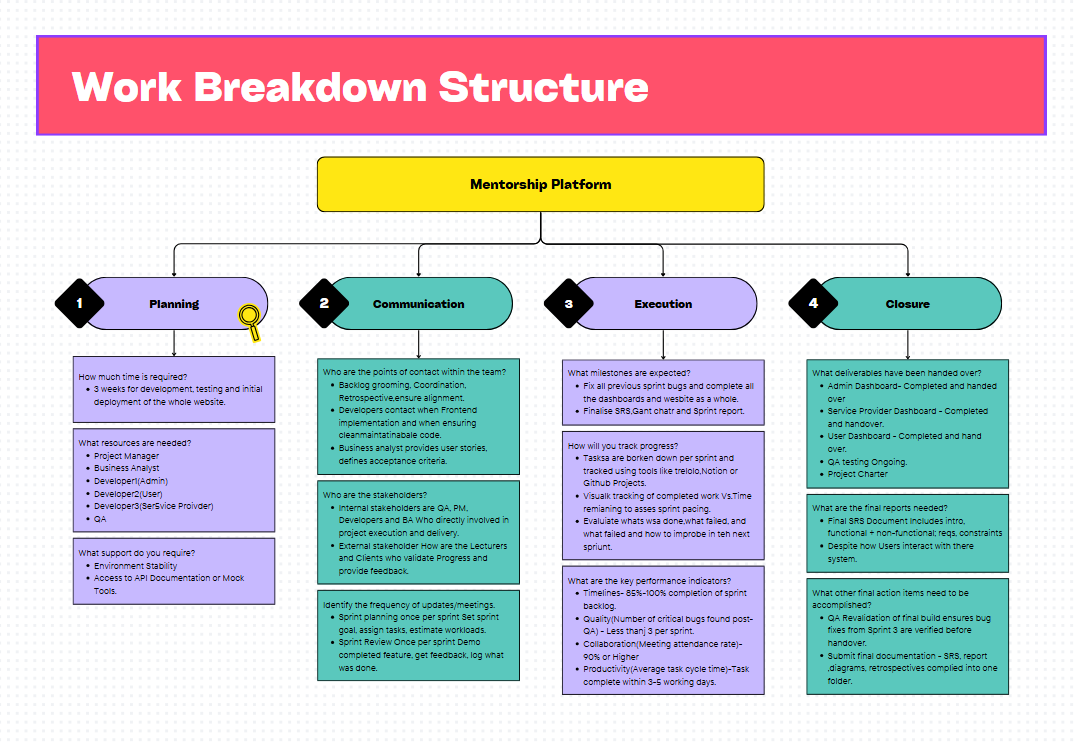 Work Breakdown Structure
Mentorship Platform
1
Planning
2
Communication
3
Execution
4
Closure
How much time is required?
3 weeks for development, testing and initial
deployment of the whole website.
What resources are needed?
Project Manager
Business Analyst
Developer1(Admin)
Developer2(User)
Developer3(SerSvice Proivder)
QA
What support do you require?
Environment Stability
Access to API Documentation or Mock
Tools.
Who are the points of contact within the team?
Backlog grooming, Coordination,
Retrospective,ensure alignment.
Developers contact when Frontend
implementation and when ensuring
cleanmaintatinabale code.
Business analyst provides user stories,
defines acceptance criteria.
Who are the stakeholders?
Internal stakeholders are QA, PM,
Developers and BA Who directly involved in
project execution and delivery.
External stakeholder How are the Lecturers
and Clients who validate Progress and
provide feedback.
Identify the frequency of updates/meetings.
Sprint planning once per sprint Set sprint
goal, assign tasks, estimate workloads.
Sprint Review Once per sprint Demo
completed feature, get feedback, log what
was done.
What milestones are expected?
Fix all previous sprint bugs and complete all
the dashboards and wesbite as a whole.
Finalise SRS,Gant chatr and Sprint report.
How will you track progress?
Tasksa are borken down per sprint and
tracked using tools like trelolo,Notion or
Github Projects.
Visualk tracking of completed work Vs.Time
remianing to asses sprint pacing.
Evaluiate whats wsa done,what failed, and
what failed and how to improbe in teh next
spriunt.
What are the key performance indicators?
Timelines- 85%-100% completion of sprint
backlog.
Quality(Number of critical bugs found post-
QA) - Less thanj 3 per sprint.
Collaboration(Meeting attendance rate)-
90% or Higher
Productivity(Average task cycle time)-Task
complete within 3-5 working days.
What deliverables have been handed over?
Admin Dashboard- Completed and handed
over
Service Provider Dashboard - Completed
and handover.
User Dashboard - Completed and hand
over.
QA testing Ongoing.
Project Charter
What are the final reports needed?
Final SRS Document Includes intro,
functional + non-functional; reqs, constraints
Despite how Users interact with there
system.
What other final action items need to be
accomplished?
QA Revalidation of final build ensures bug
fixes from Sprint 3 are verified before
handover.
Submit final documentation - SRS, report
,diagrams, retrospectives complied into one
folder.